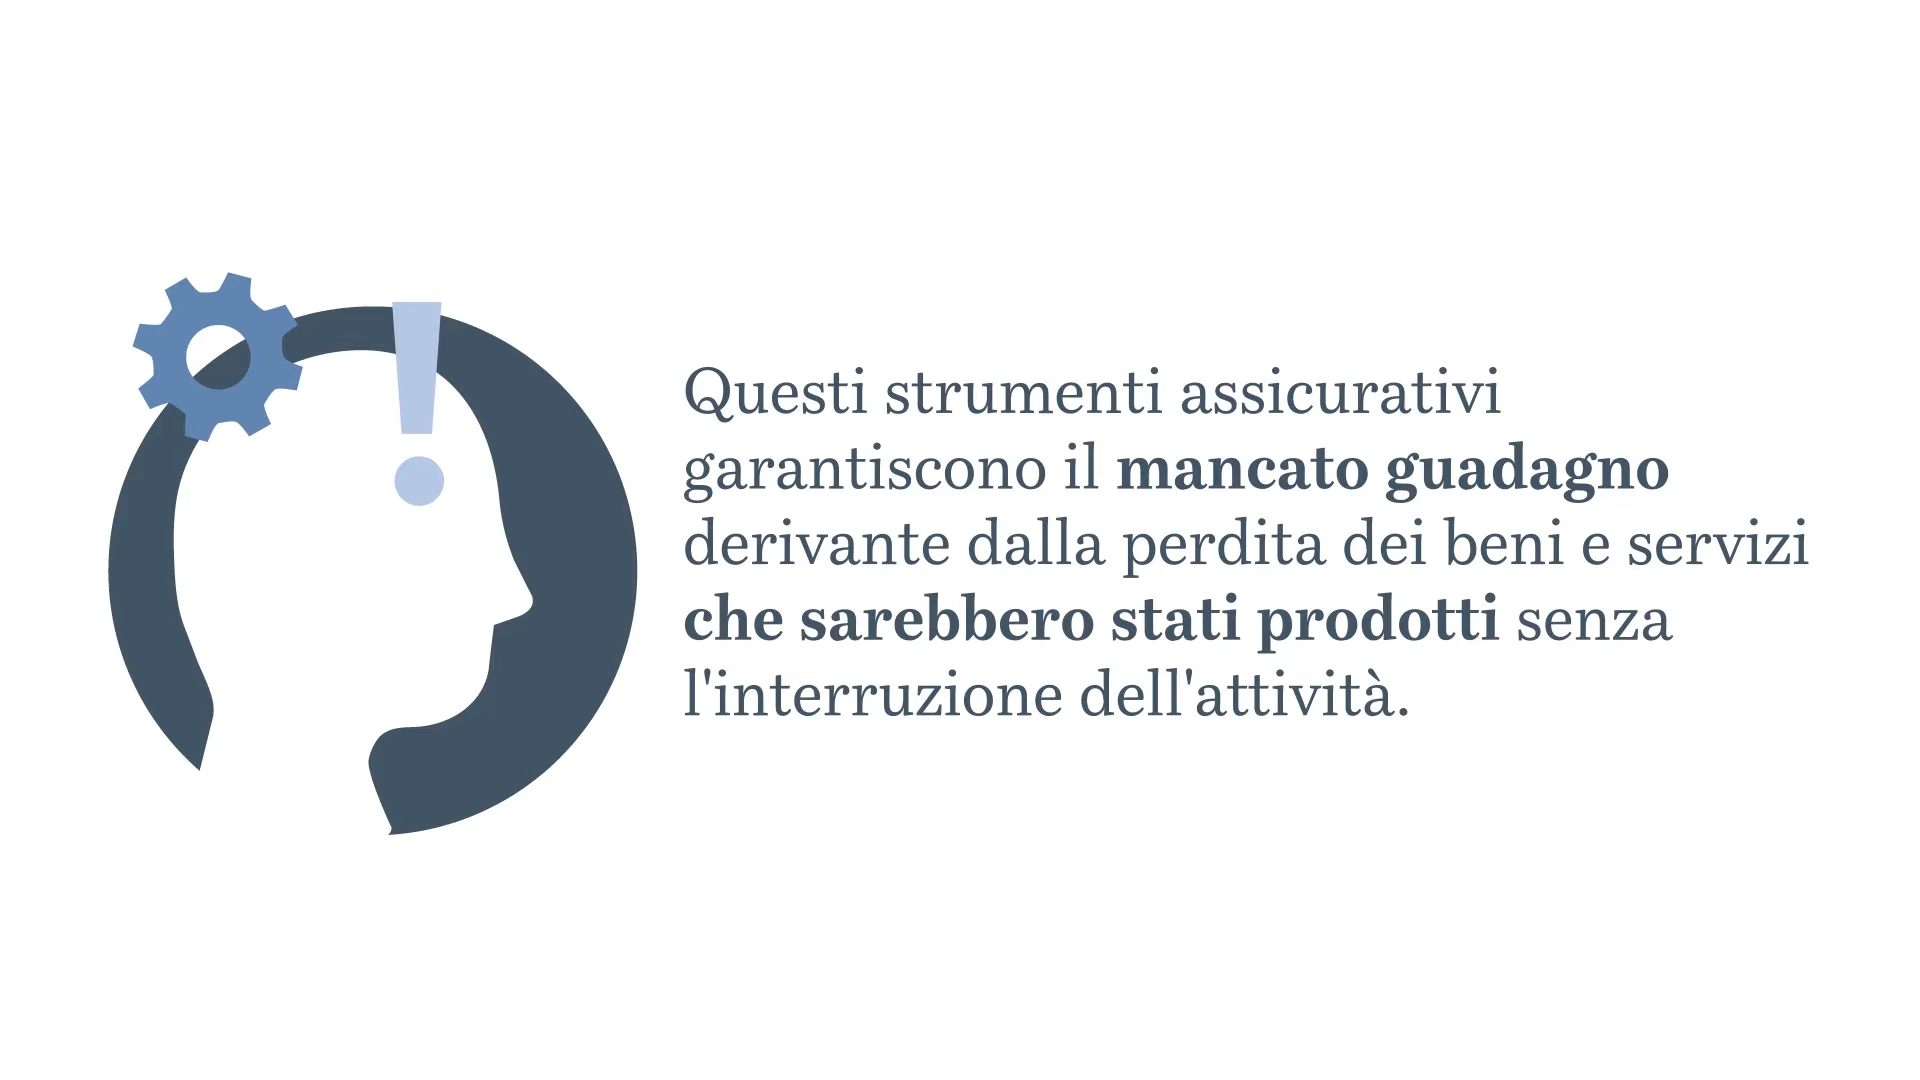 Questi strumenti assicurativi
garantiscono il mancato guadagno
derivante dalla perdita dei beni e servizi
che sarebbero stati prodotti senza
l'interruzione dell'attività.